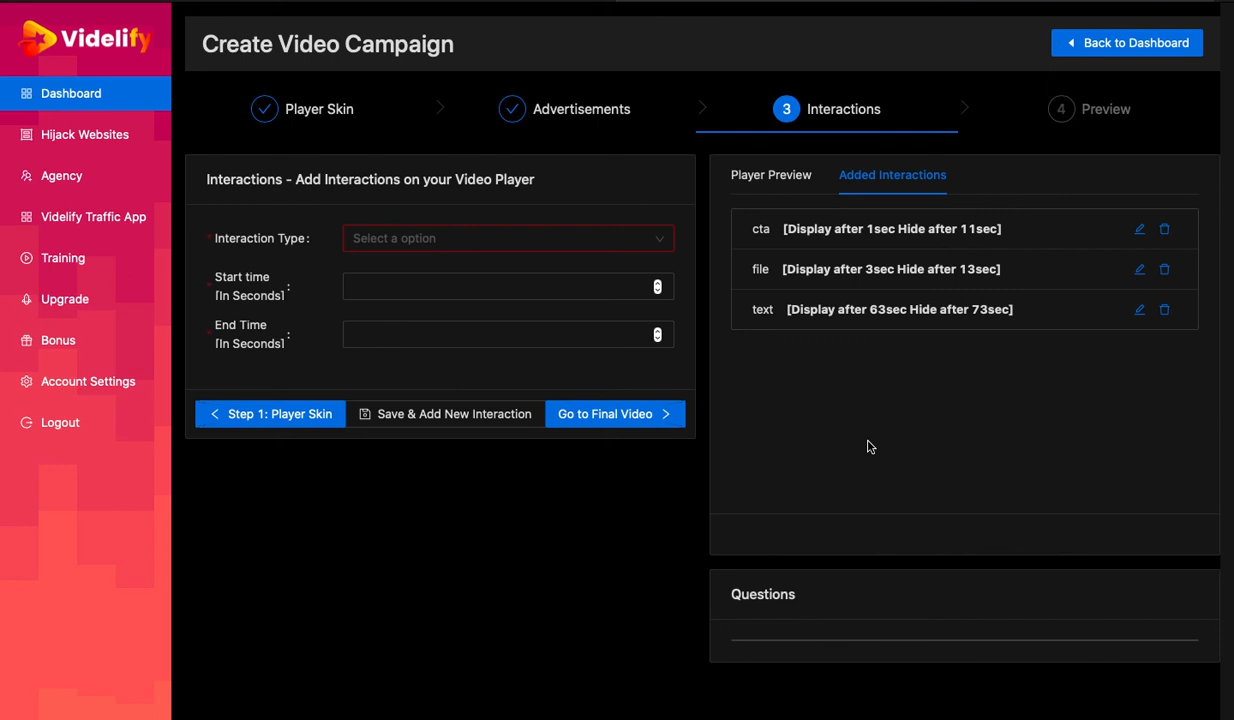 Videlify
Dashboard
Hijack Websites
Agency
Videlify Traffic App
Training
Upgrade
Bonus
Account Settings
Logout
Create Video Campaign
Back to Dashboard
Player Skin
Advertisements
3 Interactions
4 Preview
Interactions - Add Interactions on your Video Player
* Interaction Type: Select a option
* Start time
[In Seconds] :
* End Time
[In Seconds] :
Step 1: Player Skin
Save & Add New Interaction
Go to Final Video
Player Preview
Added Interactions
cta [Display after 1sec Hide after 11sec]
file [Display after 3sec Hide after 13sec]
text [Display after 63sec Hide after 73sec]
Questions